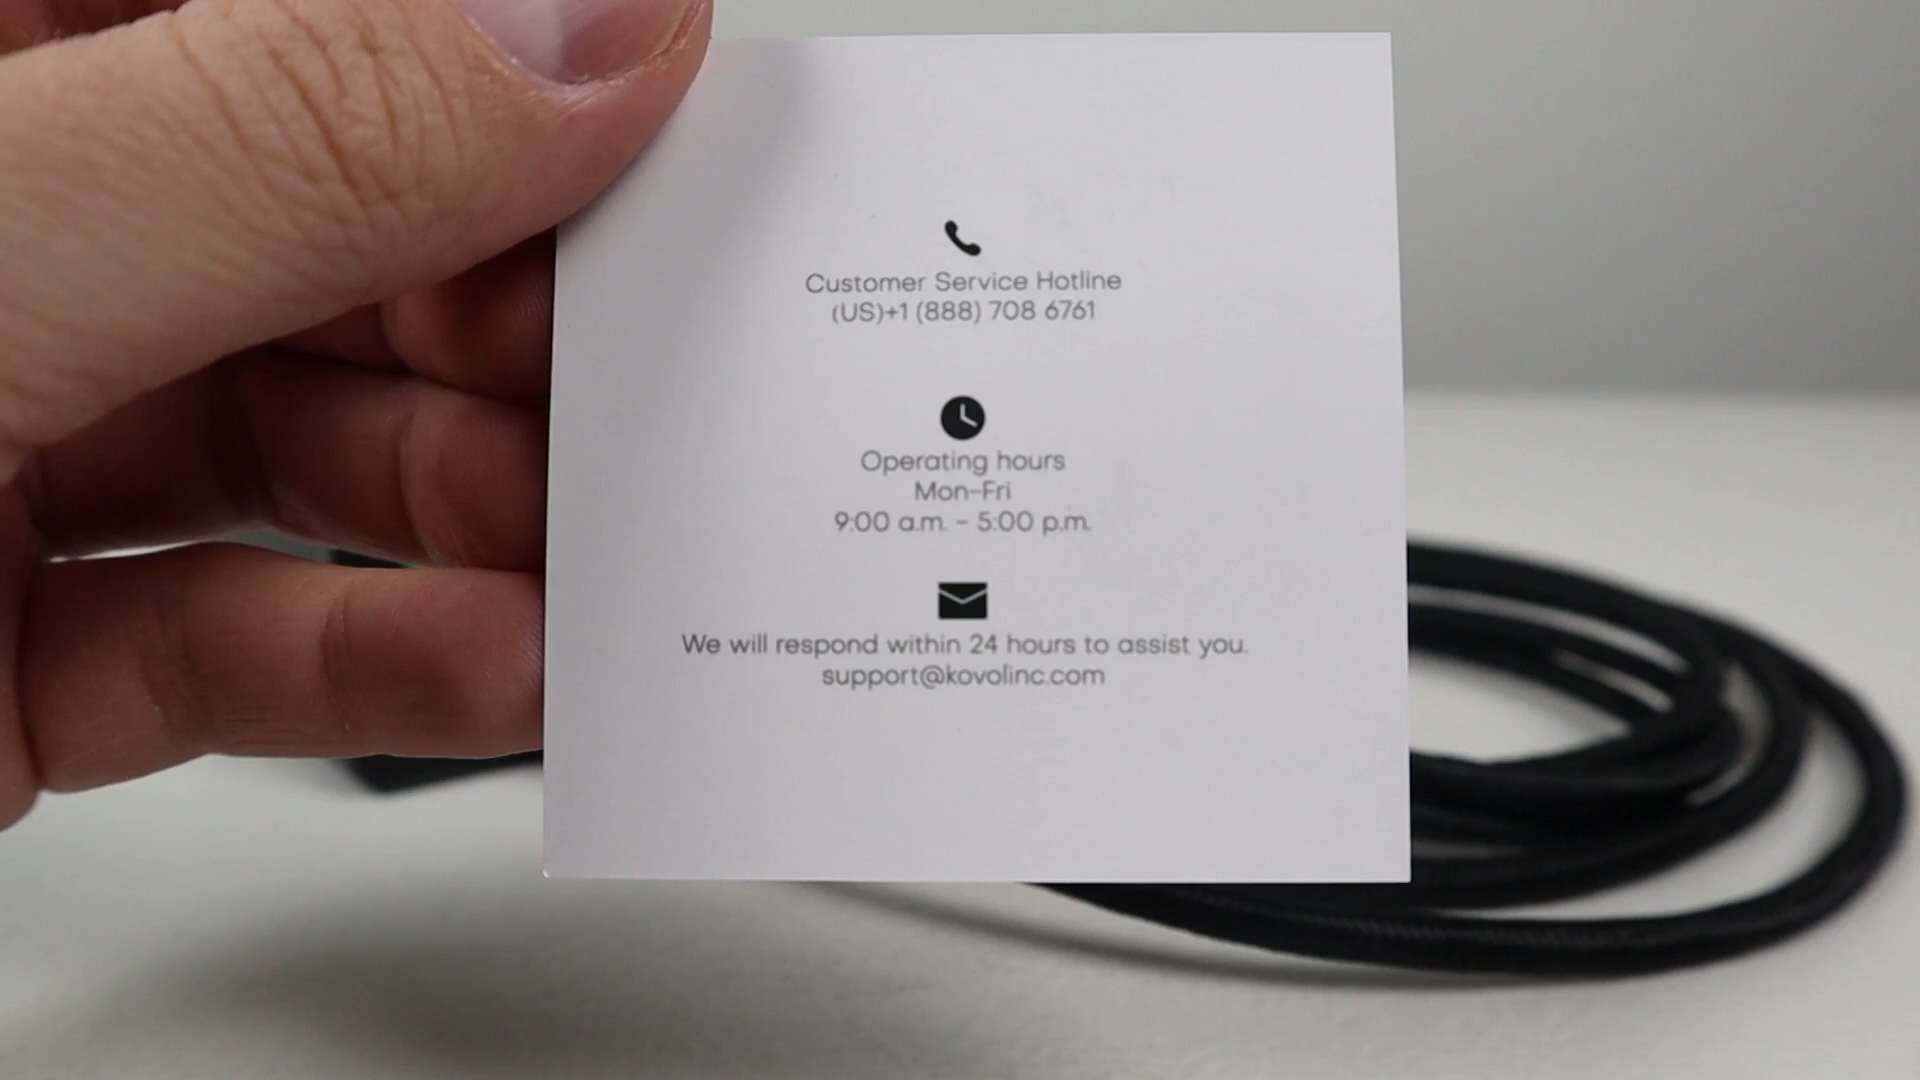 Customer Service Hotline
(US)+1 (888) 708 6761
Operating hours
Mon-Fri
9:00 a.m. - 5:00 p.m.
We will respond within 24 hours to assist you.
support@kovolinc.com